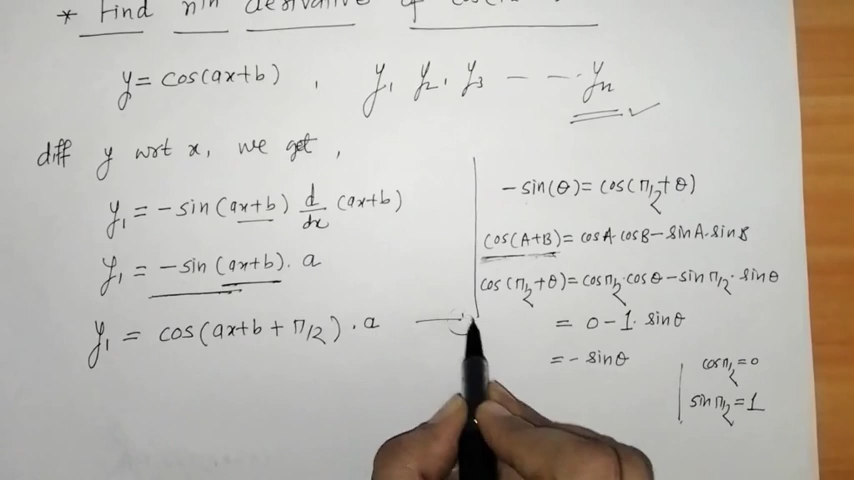 * Find nth derivative of cos(
y = cos(ax+b) , y₁ y₂, y₃ – – – yₙ
diff y wrt x, we get,
y₁ = -sin(ax+b) d/dx (ax+b)
y₁ = -sin(ax+b). a
y₁ = cos(ax+b+π/2) . a
-sin(θ) = cos(π/2+θ)
cos(A+B) = cosA.cosB-sinA.sinB
cos(π/2+θ) = cosπ/2.cosθ-sinπ/2.sinθ
= 0-1.sinθ
= -sinθ
cosπ/2=0
sinπ/2=1